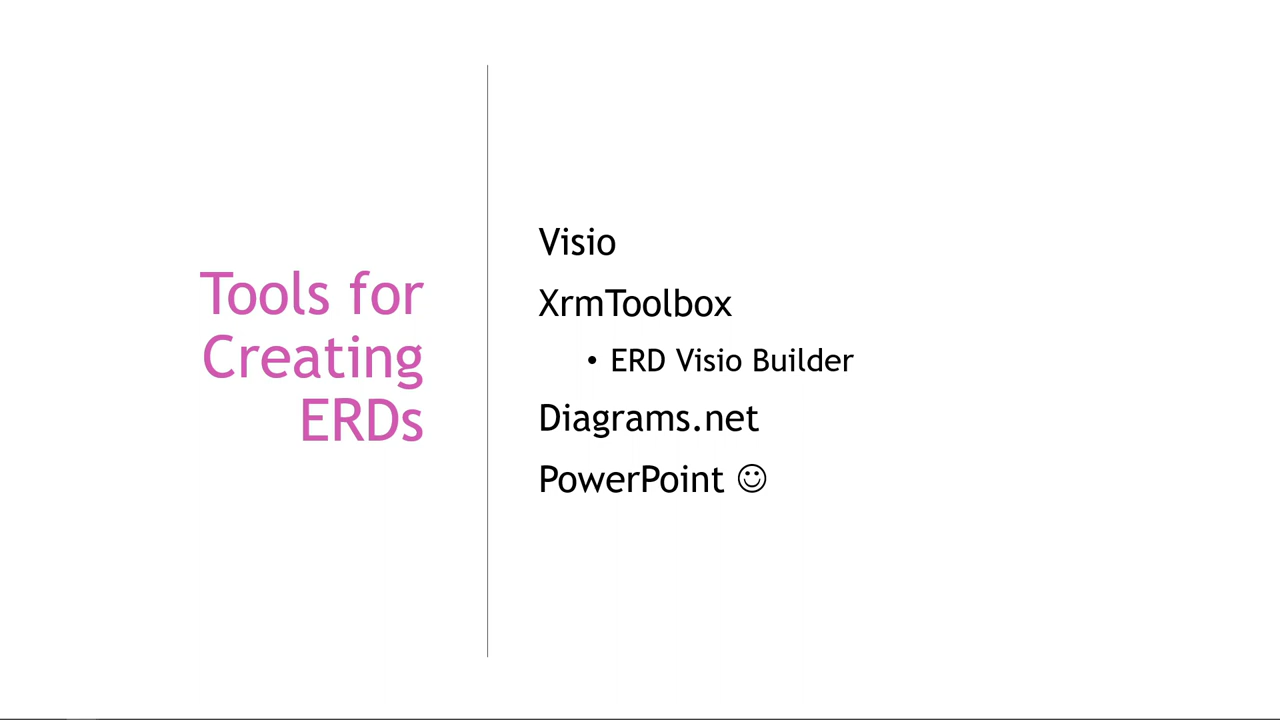 Tools for
Creating
ERDs
Visio
XrmToolbox
• ERD Visio Builder
Diagrams.net
PowerPoint ☺